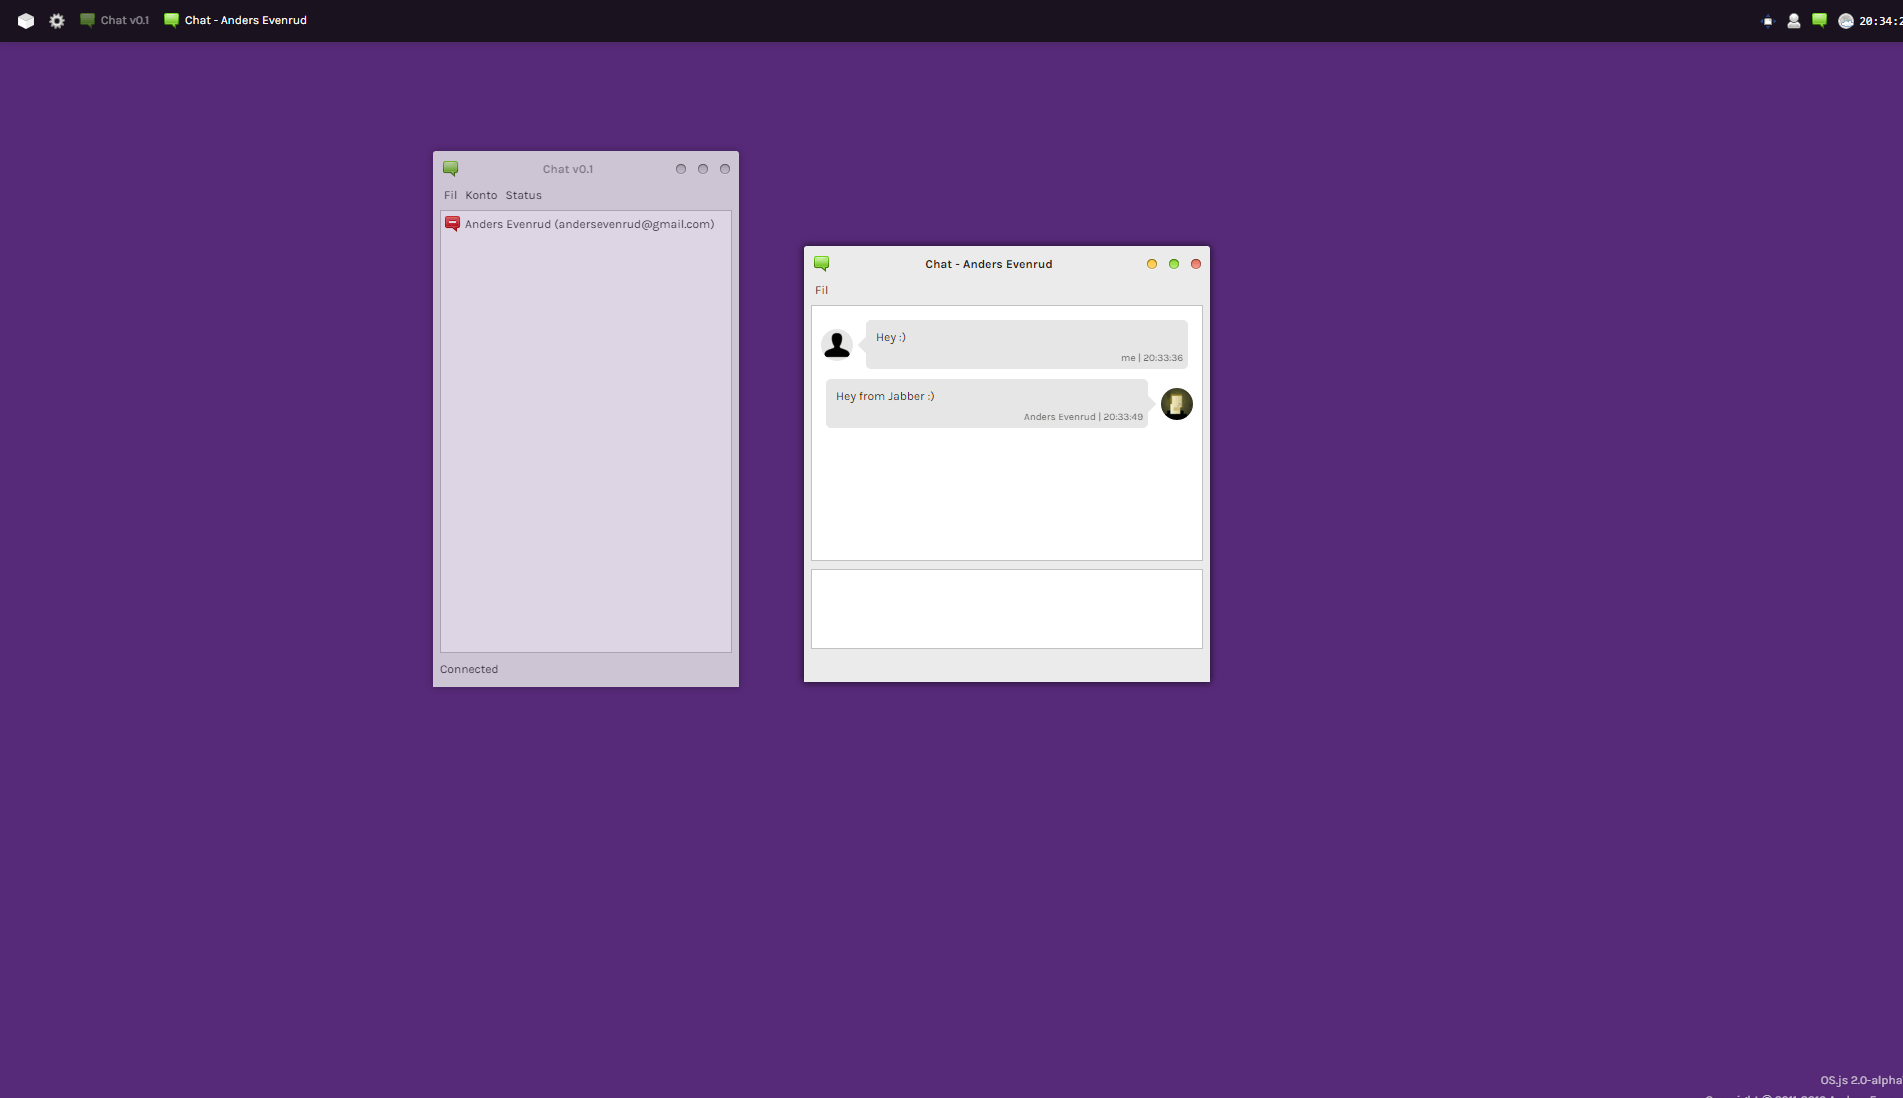 Chat v0.1 Chat - Anders Evenrud 20:34:2
Chat v0.1
Fil Konto Status
Anders Evenrud (andersevenrud@gmail.com)
Connected
Chat - Anders Evenrud
Fil
Hey :)
me | 20:33:36
Hey from Jabber :)
Anders Evenrud | 20:33:49
OS.js 2.0-alpha